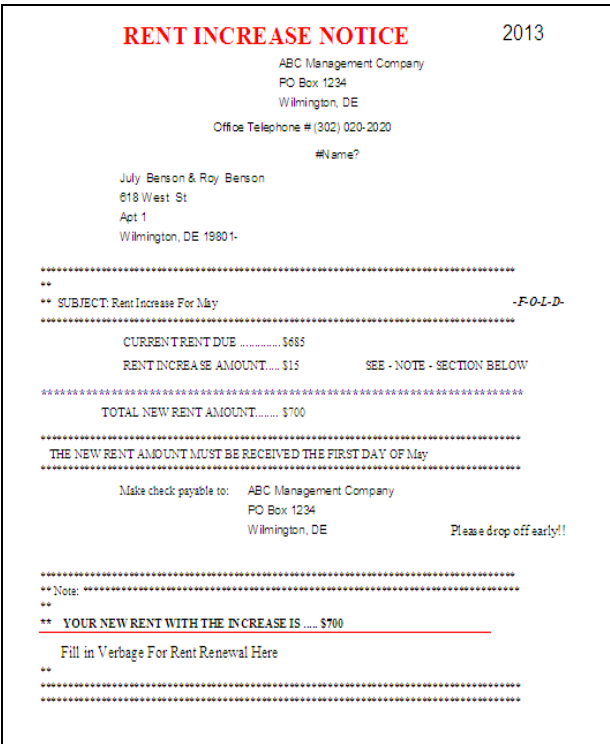 RENT INCREASE NOTICE 2013
ABC Management Company
PO Box 1234
Wilmington, DE
Office Telephone # (302) 020-2020
#Name?
July Benson & Roy Benson
618 West St
Apt 1
Wilmington, DE 19801-
*************************************************************************************
**
** SUBJECT: Rent Increase For May -F-O-L-D-
*************************************************************************************
CURRENT RENT DUE ............. $685
RENT INCREASE AMOUNT..... $15 SEE - NOTE - SECTION BELOW
*****************************************************************************
TOTAL NEW RENT AMOUNT........ $700
**************************************************************************************
THE NEW RENT AMOUNT MUST BE RECEIVED THE FIRST DAY OF May
**************************************************************************************
Make check payable to: ABC Management Company
PO Box 1234
Wilmington, DE Please drop off early!!
*************************************************************************************
** Note: ******************************************************************************
**
** YOUR NEW RENT WITH THE INCREASE IS ..... $700
Fill in Verbage For Rent Renewal Here
**
**************************************************************************************
**************************************************************************************